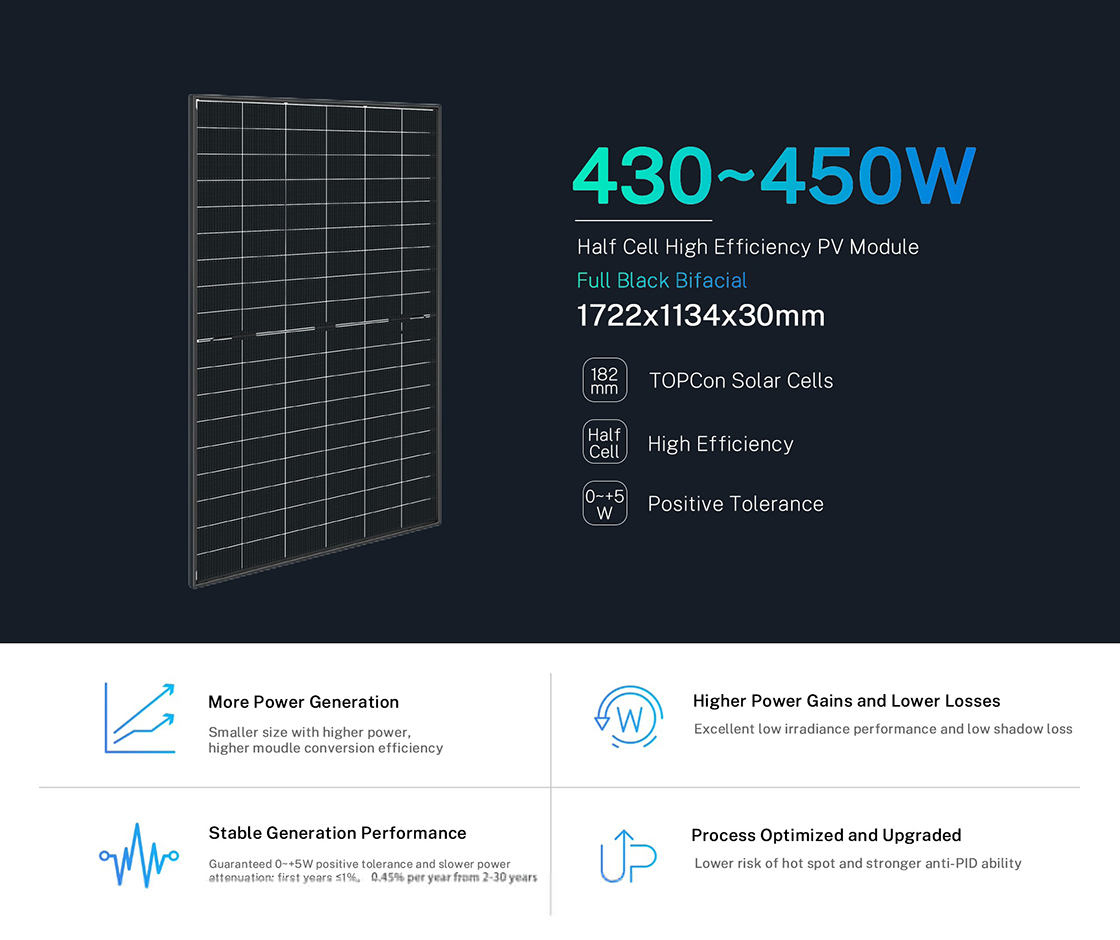 430~450W
Half Cell High Efficiency PV Module
Full Black Bifacial
1722x1134x30mm
182
mm
TOPCon Solar Cells
Half
Cell
High Efficiency
0~+5
W
Positive Tolerance
More Power Generation
Smaller size with higher power,
higher moudle conversion efficiency
W
Higher Power Gains and Lower Losses
Excellent low irradiance performance and low shadow loss
Stable Generation Performance
Guaranteed 0~+5W positive tolerance and slower power
attenuation: first years ≤1%, 0.45% per year from 2-30 years
UP
Process Optimized and Upgraded
Lower risk of hot spot and stronger anti-PID ability